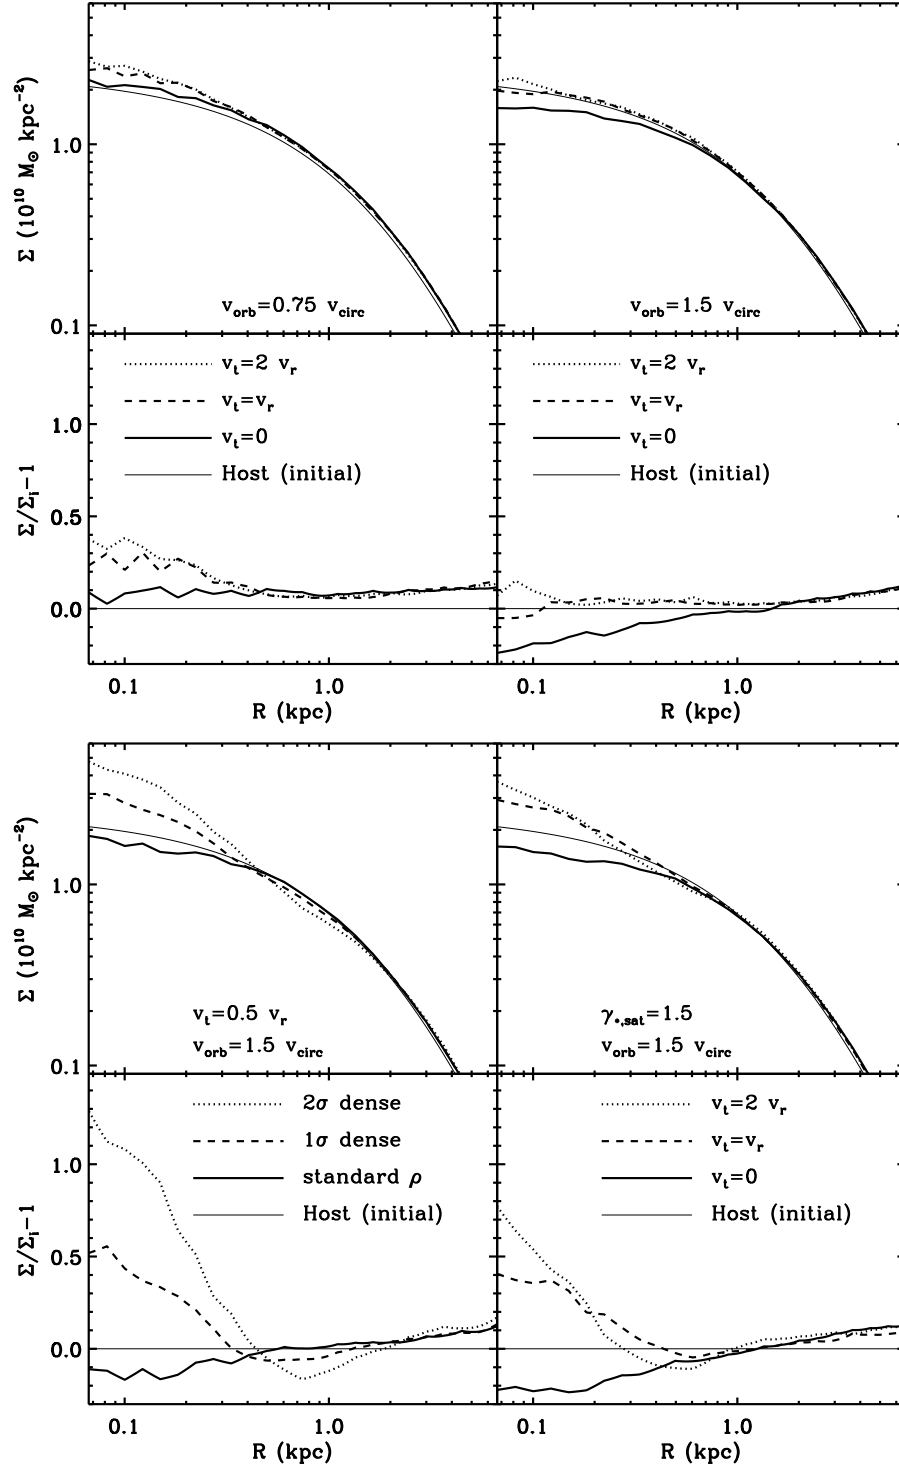 Σ (10¹⁰ M⊙ kpc⁻²)
1.0
0.1
v_orb=0.75 v_circ
v_orb=1.5 v_circ
Σ/Σ_i−1
1.0
0.5
0.0
v_t=2 v_r
v_t=v_r
v_t=0
Host (initial)
v_t=2 v_r
v_t=v_r
v_t=0
Host (initial)
0.1 1.0
0.1 1.0
R (kpc)
R (kpc)
Σ (10¹⁰ M⊙ kpc⁻²)
1.0
0.1
v_t=0.5 v_r
v_orb=1.5 v_circ
γ_*,sat=1.5
v_orb=1.5 v_circ
Σ/Σ_i−1
1.0
0.5
0.0
2σ dense
1σ dense
standard ρ
Host (initial)
v_t=2 v_r
v_t=v_r
v_t=0
Host (initial)
0.1 1.0
0.1 1.0
R (kpc)
R (kpc)